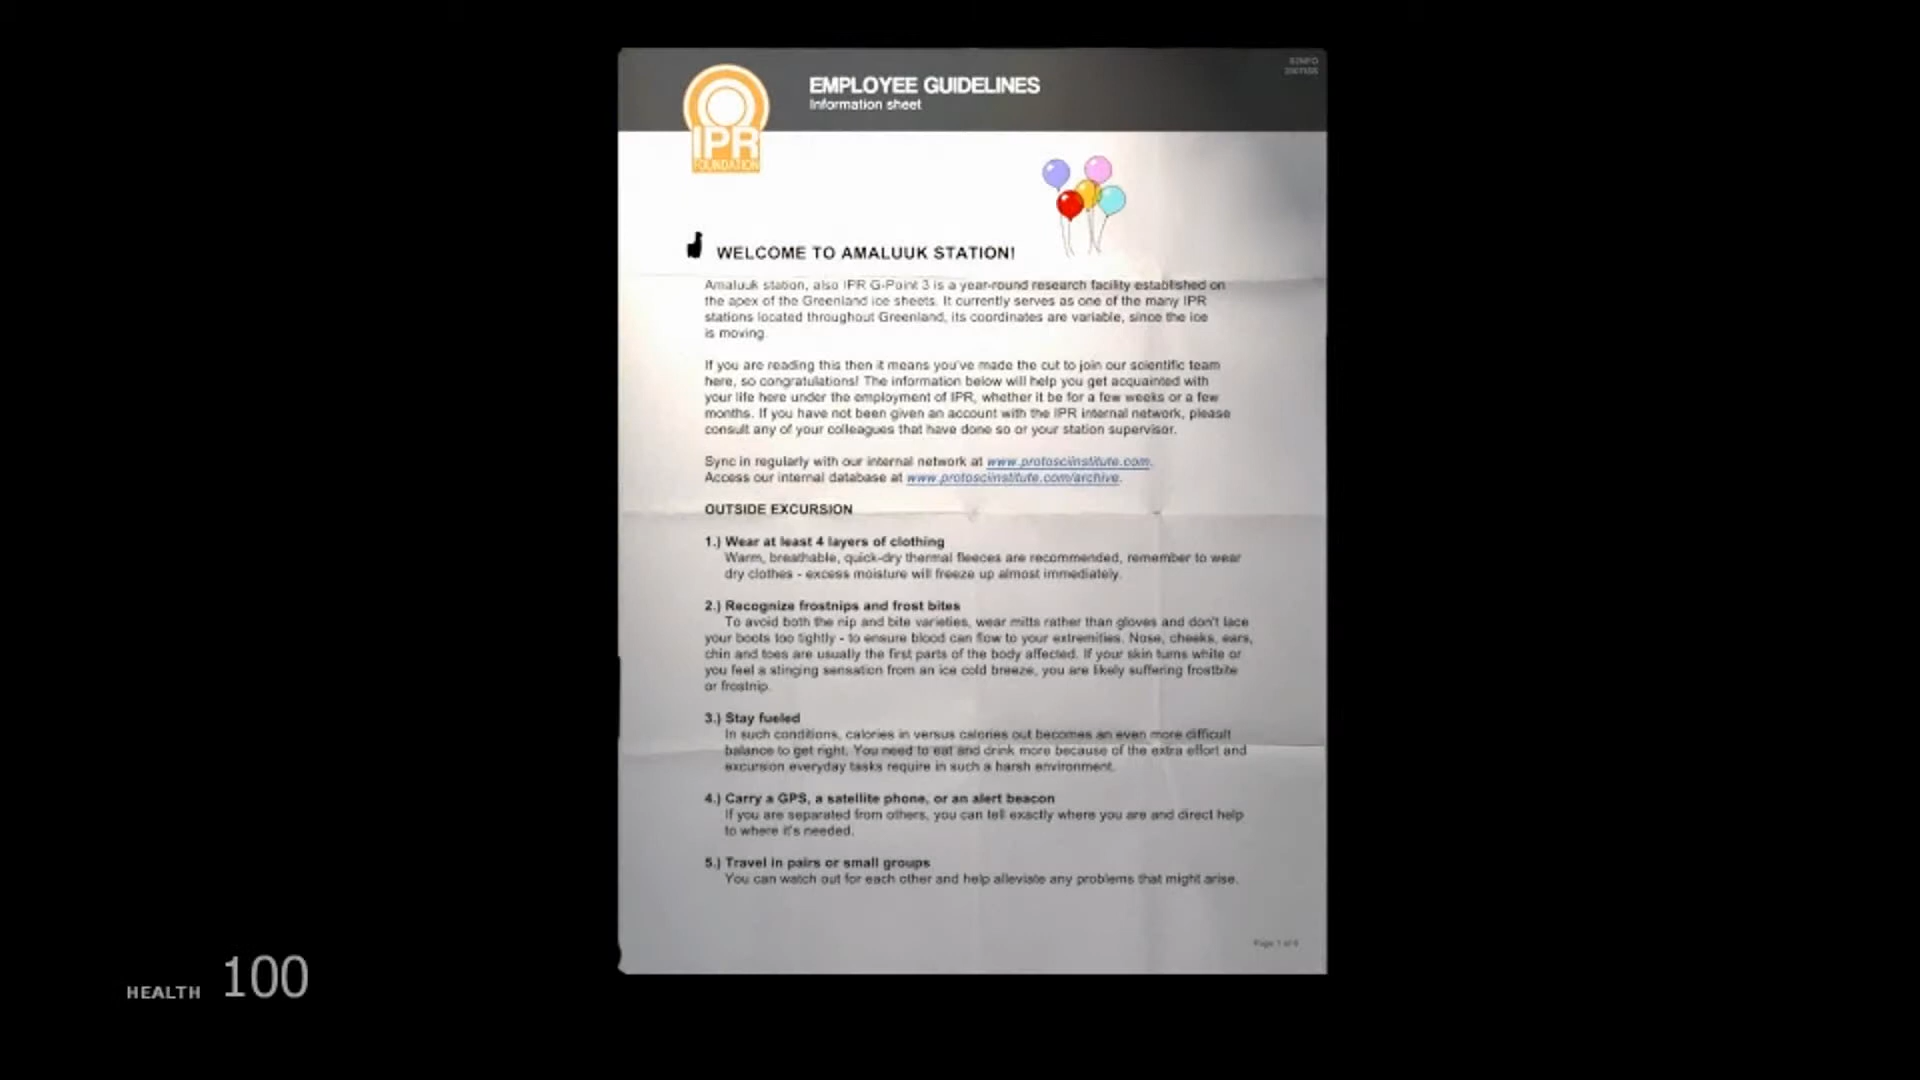 EMPLOYEE GUIDELINES
Information sheet
IPR
FOUNDATION
WELCOME TO AMALUUK STATION!
Amaluuk station, also IPR G-Point 3 is a year-round research facility established on
the apex of the Greenland ice sheets. It currently serves as one of the many IPR
stations located throughout Greenland, its coordinates are variable, since the ice
is moving.
If you are reading this then it means you've made the cut to join our scientific team
here, so congratulations! The information below will help you get acquainted with
your life here under the employment of IPR, whether it be for a few weeks or a few
months. If you have not been given an account with the IPR internal network, please
consult any of your colleagues that have done so or your station supervisor.
Sync in regularly with our internal network at www.protosciinstitute.com.
Access our internal database at www.protosciinstitute.com/archive.
OUTSIDE EXCURSION
1.) Wear at least 4 layers of clothing
Warm, breathable, quick-dry thermal fleeces are recommended, remember to wear
dry clothes - excess moisture will freeze up almost immediately.
2.) Recognize frostnips and frost bites
To avoid both the nip and bite varieties, wear mitts rather than gloves and don't lace
your boots too tightly - to ensure blood can flow to your extremities. Nose, cheeks, ears,
chin and toes are usually the first parts of the body affected. If your skin turns white or
you feel a stinging sensation from an ice cold breeze, you are likely suffering frostbite
or frostnip.
3.) Stay fueled
In such conditions, calories in versus calories out becomes an even more difficult
balance to get right. You need to eat and drink more because of the extra effort and
excursion everyday tasks require in such a harsh environment.
4.) Carry a GPS, a satellite phone, or an alert beacon
If you are separated from others, you can tell exactly where you are and direct help
to where it's needed.
5.) Travel in pairs or small groups
You can watch out for each other and help alleviate any problems that might arise.
HEALTH 100